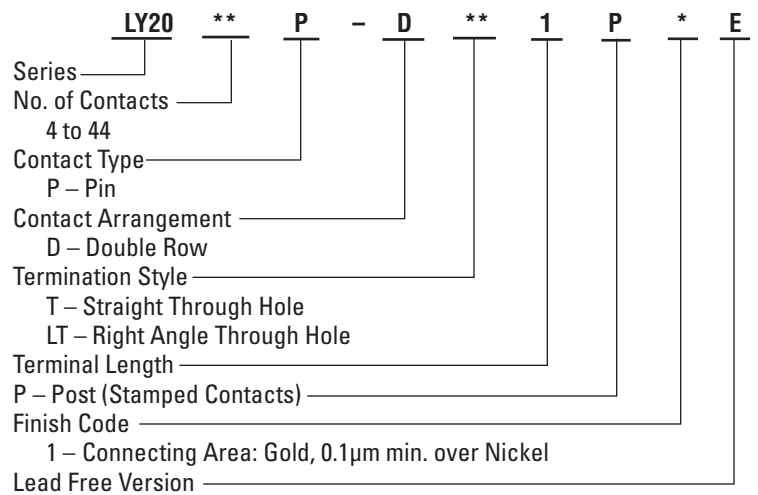 LY20 ** P – D ** 1 P * E
Series
No. of Contacts
4 to 44
Contact Type
P – Pin
Contact Arrangement
D – Double Row
Termination Style
T – Straight Through Hole
LT – Right Angle Through Hole
Terminal Length
P – Post (Stamped Contacts)
Finish Code
1 – Connecting Area: Gold, 0.1µm min. over Nickel
Lead Free Version